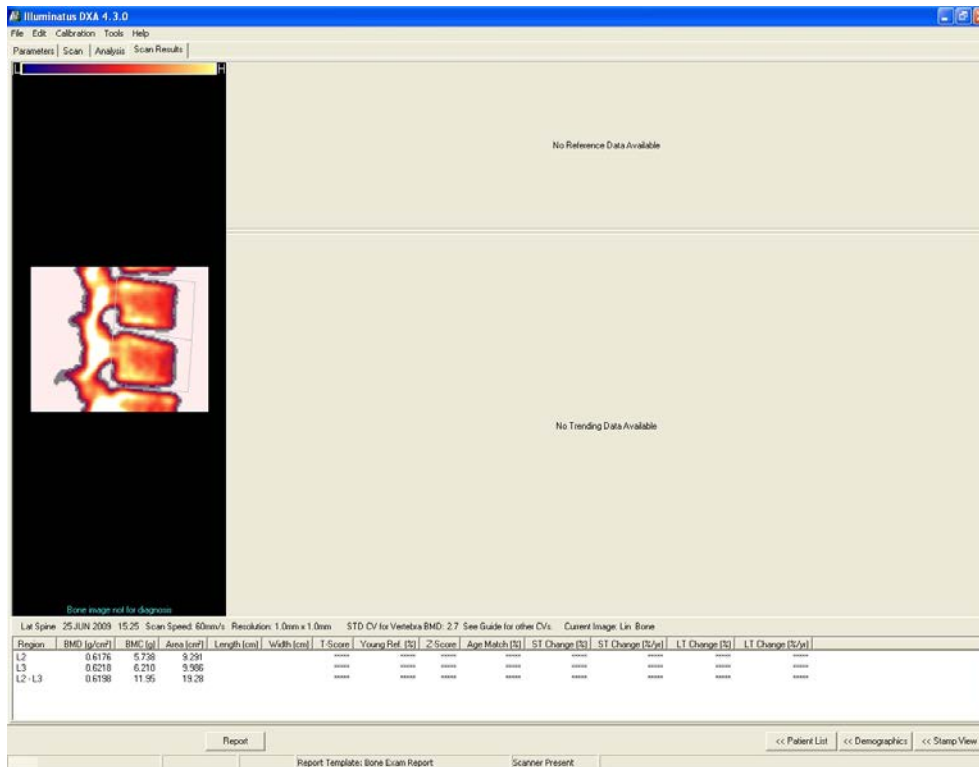 Illuminatus DXA 4.3.0
File Edit Calibration Tools Help
Parameters Scan Analysis Scan Results
L H
No Reference Data Available
No Trending Data Available
Bone image not for diagnosis
Lat Spine 25 JUN 2009 15:25 Scan Speed: 60mm/s Resolution: 1.0mm x 1.0mm STD CV for Vertebra BMD: 2.7 See Guide for other CVs. Current Image: Lin Bone
Region BMD [g/cm²] BMC [g] Area [cm²] Length [cm] Width [cm] T-Score Young Ref. [%] Z-Score Age Match [%] ST Change [%] ST Change [%/yr] LT Change [%] LT Change [%/yr]
L2 0.6176 5.738 9.291 ***** ***** ***** ***** ***** ***** ***** *****
L3 0.6218 6.210 9.986 ***** ***** ***** ***** ***** ***** ***** *****
L2 - L3 0.6198 11.95 19.28 ***** ***** ***** ***** ***** ***** ***** *****
Report << Patient List << Demographics << Stamp View
Report Template: Bone Exam Report Scanner Present